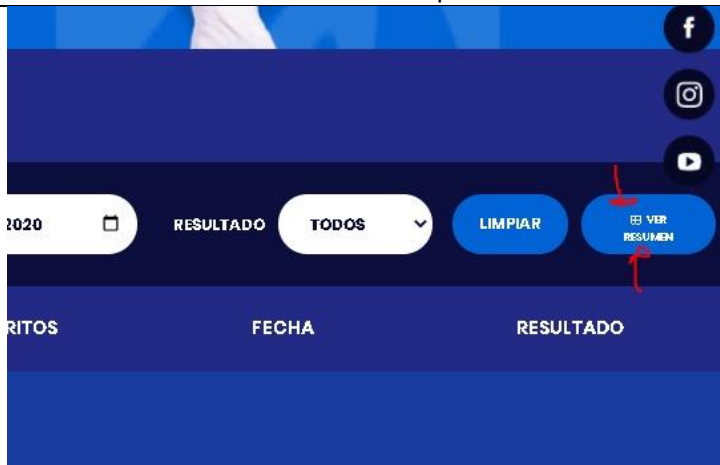 2020
RESULTADO
TODOS
LIMPIAR
VER
RESUMEN
RITOS
FECHA
RESULTADO